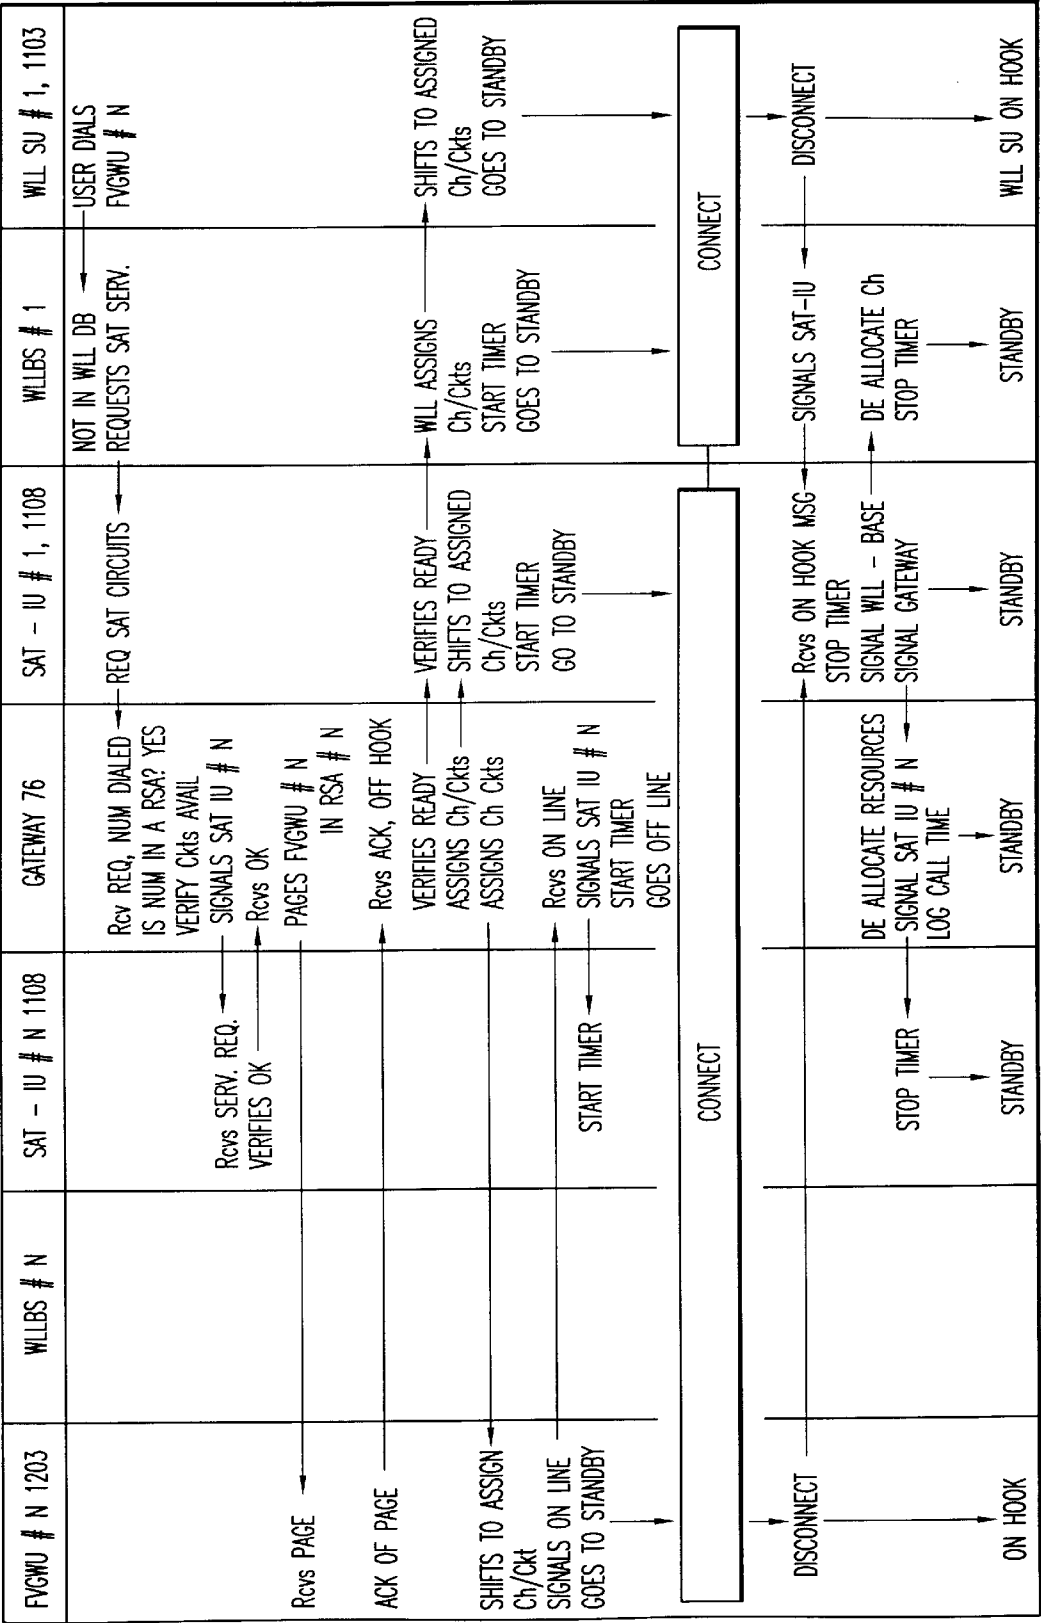 FVGWU # N 1203
WLLBS # N
SAT - IU # N 1108
GATEWAY 76
SAT - IU # 1, 1108
WLLBS # 1
WLL SU # 1, 1103
USER DIALS
FVGWU # N
NOT IN WLL DB
REQUESTS SAT SERV.
REQ SAT CIRCUITS
Rcv REQ, NUM DIALED
IS NUM IN A RSA? YES
VERIFY Ckts AVAIL
SIGNALS SAT IU # N
Rcvs SERV. REQ.
VERIFIES OK
Rcvs OK
PAGES FVGWU # N
IN RSA # N
Rcvs PAGE
ACK OF PAGE
Rcvs ACK, OFF HOOK
VERIFIES READY
ASSIGNS Ch/Ckts
ASSIGNS Ch Ckts
VERIFIES READY
SHIFTS TO ASSIGNED
Ch/Ckts
START TIMER
GO TO STANDBY
WLL ASSIGNS
Ch/Ckts
START TIMER
GOES TO STANDBY
SHIFTS TO ASSIGNED
Ch/Ckts
GOES TO STANDBY
SHIFTS TO ASSIGN
Ch/Ckt
SIGNALS ON LINE
GOES TO STANDBY
Rcvs ON LINE
SIGNALS SAT IU # N
START TIMER
GOES OFF LINE
START TIMER
CONNECT
CONNECT
DISCONNECT
DISCONNECT
SIGNALS SAT-IU
Rcvs ON HOOK MSG
STOP TIMER
SIGNAL WLL - BASE
SIGNAL GATEWAY
DE ALLOCATE Ch
STOP TIMER
DE ALLOCATE RESOURCES
SIGNAL SAT IU # N
LOG CALL TIME
STOP TIMER
ON HOOK
STANDBY
STANDBY
STANDBY
STANDBY
WLL SU ON HOOK